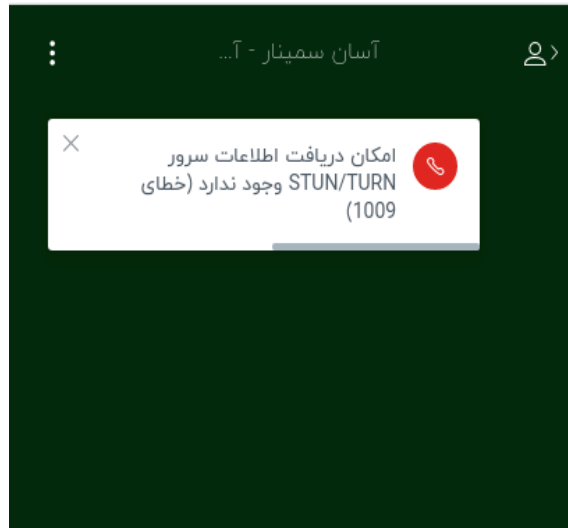 آسان سمینار - آ...
امکان دریافت اطلاعات سرور
STUN/TURN وجود ندارد (خطای
1009)